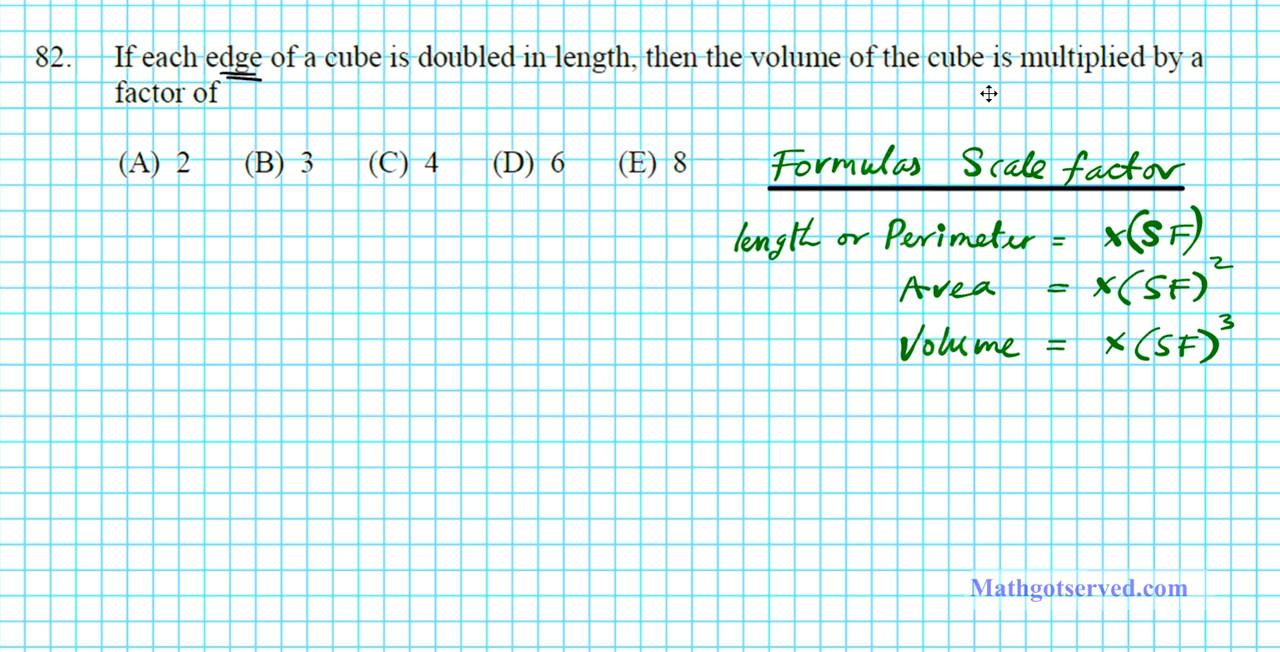 82. If each edge of a cube is doubled in length, then the volume of the cube is multiplied by a
factor of
(A) 2 (B) 3 (C) 4 (D) 6 (E) 8
Formulas Scale factor
length or Perimeter = x(SF)
Area = x(SF)²
Volume = x(SF)³
Mathgotserved.com